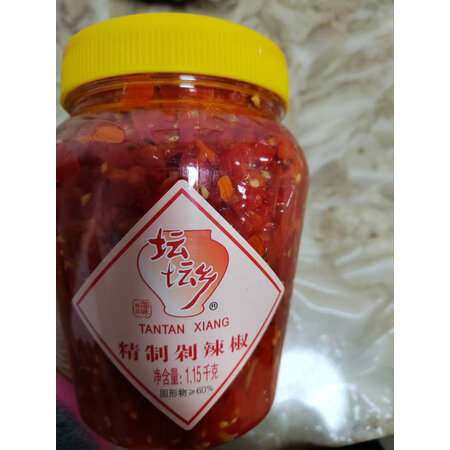 坛坛乡
®
TANTAN XIANG
精制剁辣椒
净含量: 1.15千克
固形物≥60%